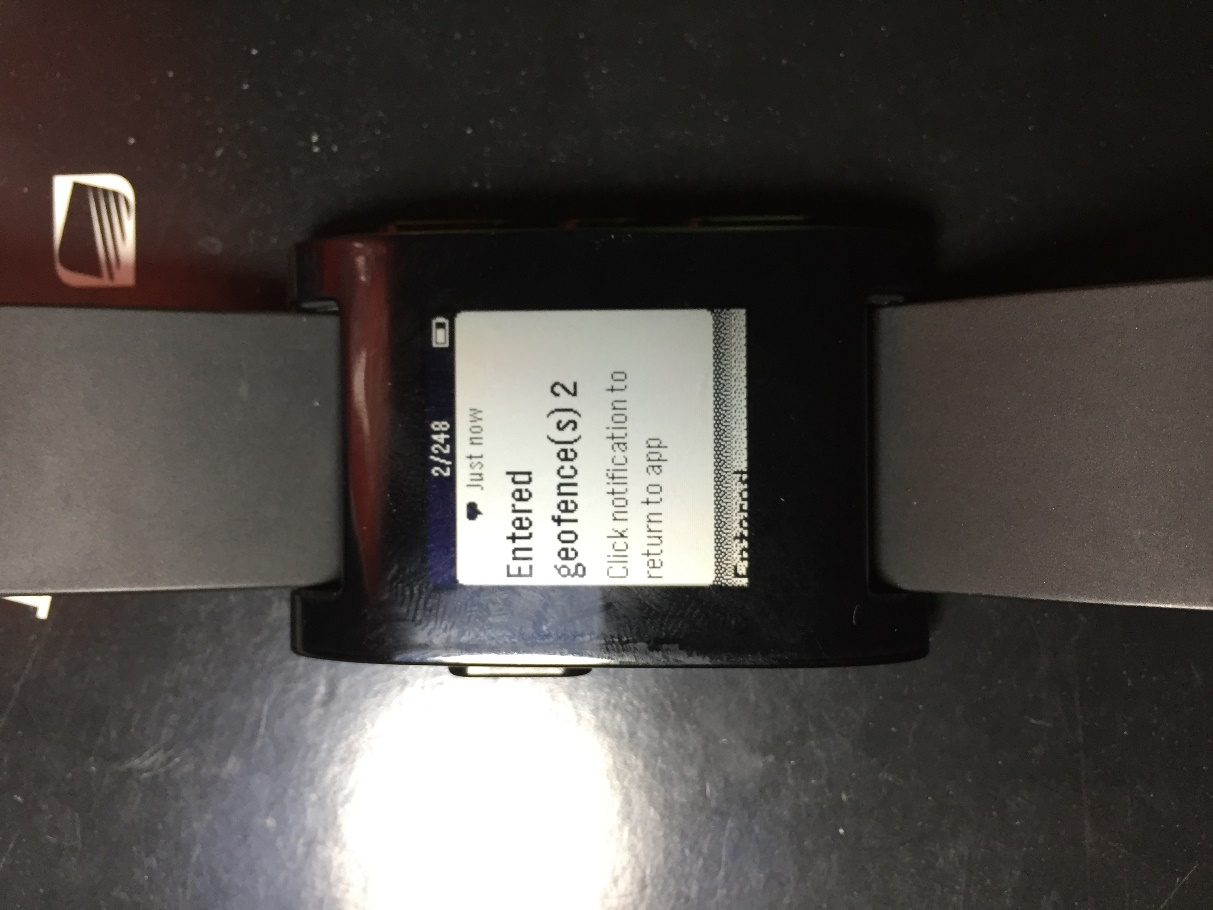 2/248
Just now
Entered
geofence(s) 2
Click notification to
return to app